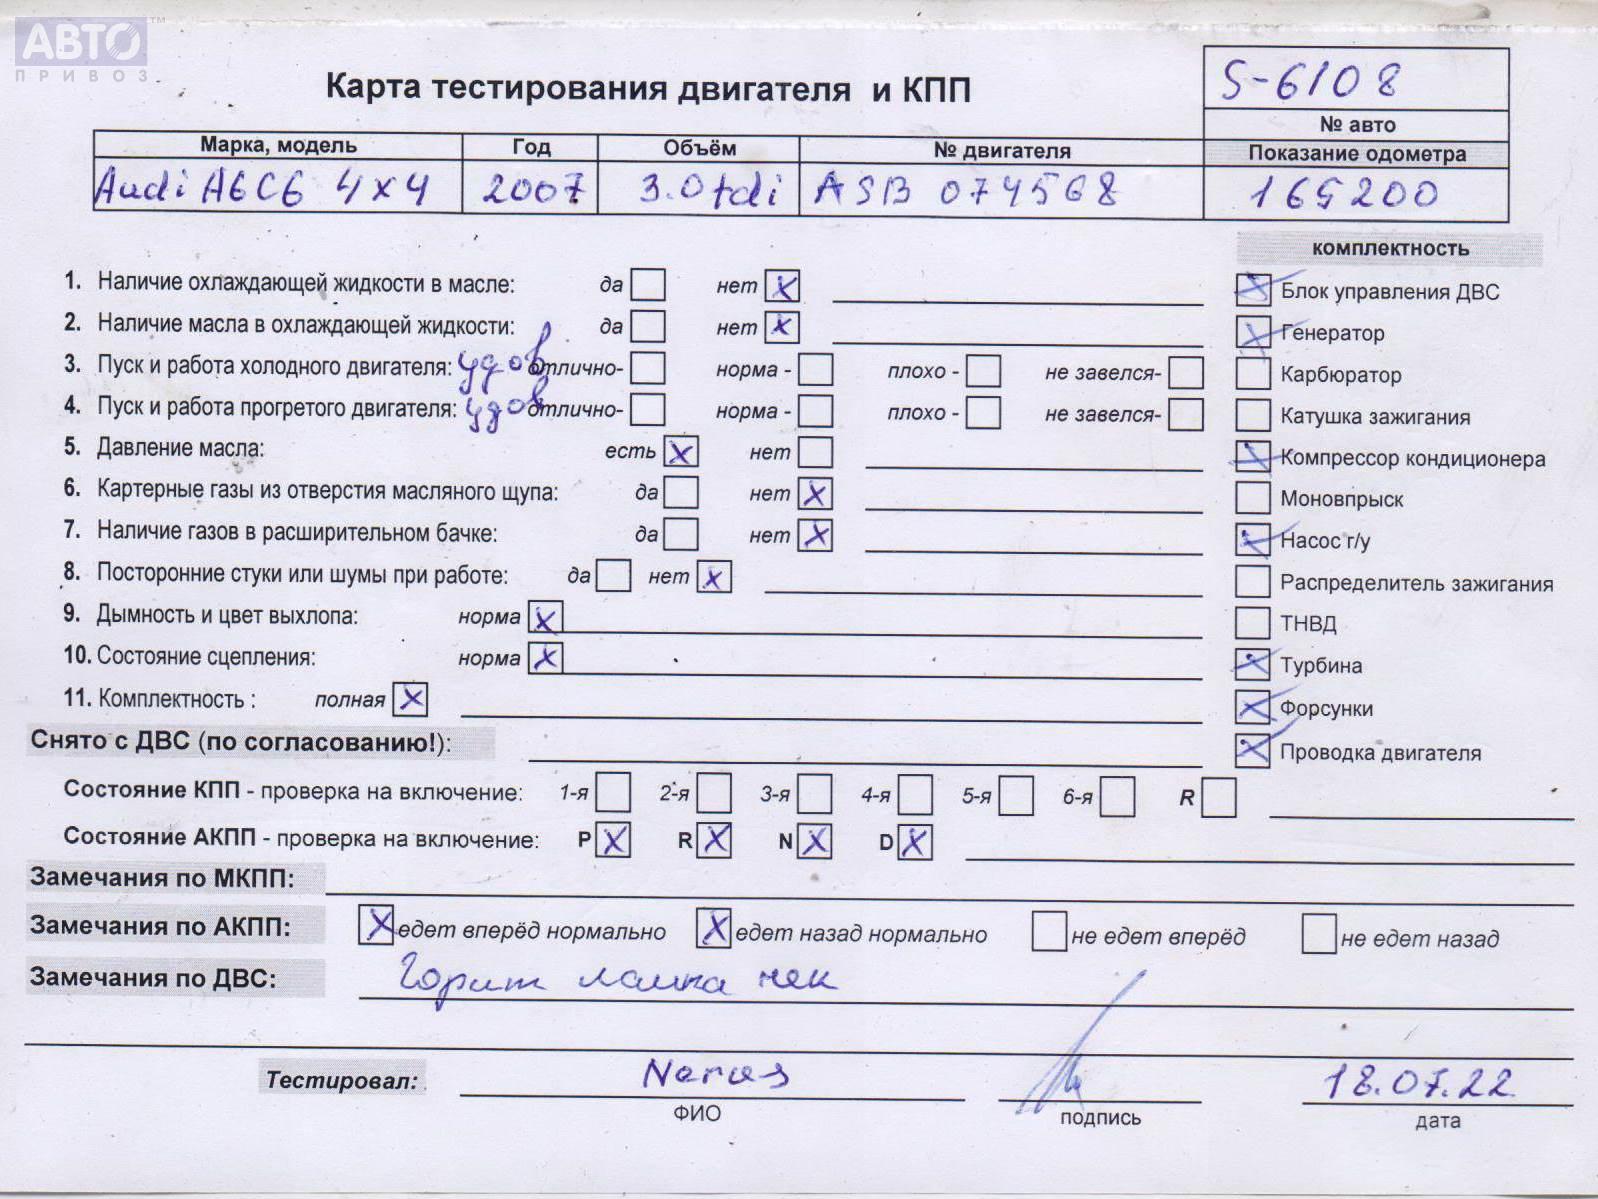 АВТО™
ПРИВОЗ
Карта тестирования двигателя и КПП
S-6108
№ авто
Марка, модель Год Объём № двигателя Показание одометра
Audi A6C6 4x4 2007 3.0tdi ASB 074568 165200
комплектность
1. Наличие охлаждающей жидкости в масле: да нет X
Блок управления ДВС
2. Наличие масла в охлаждающей жидкости: да нет X
Генератор
3. Пуск и работа холодного двигателя: удов отлично- норма - плохо - не завелся-
Карбюратор
4. Пуск и работа прогретого двигателя: удов отлично- норма - плохо - не завелся-
Катушка зажигания
5. Давление масла: есть X нет
Компрессор кондиционера
6. Картерные газы из отверстия масляного щупа: да нет X
Моновпрыск
7. Наличие газов в расширительном бачке: да нет X
Насос г/у
8. Посторонние стуки или шумы при работе: да нет X
Распределитель зажигания
9. Дымность и цвет выхлопа: норма X
ТНВД
10. Состояние сцепления: норма X
Турбина
11. Комплектность : полная X
Форсунки
Снято с ДВС (по согласованию!):
Проводка двигателя
Состояние КПП - проверка на включение: 1-я 2-я 3-я 4-я 5-я 6-я R
Состояние АКПП - проверка на включение: P X R X N X D X
Замечания по МКПП:
Замечания по АКПП: X едет вперёд нормально X едет назад нормально не едет вперёд не едет назад
Замечания по ДВС: Горит лампа чек
Тестировал: 18.07.22
ФИО подпись дата